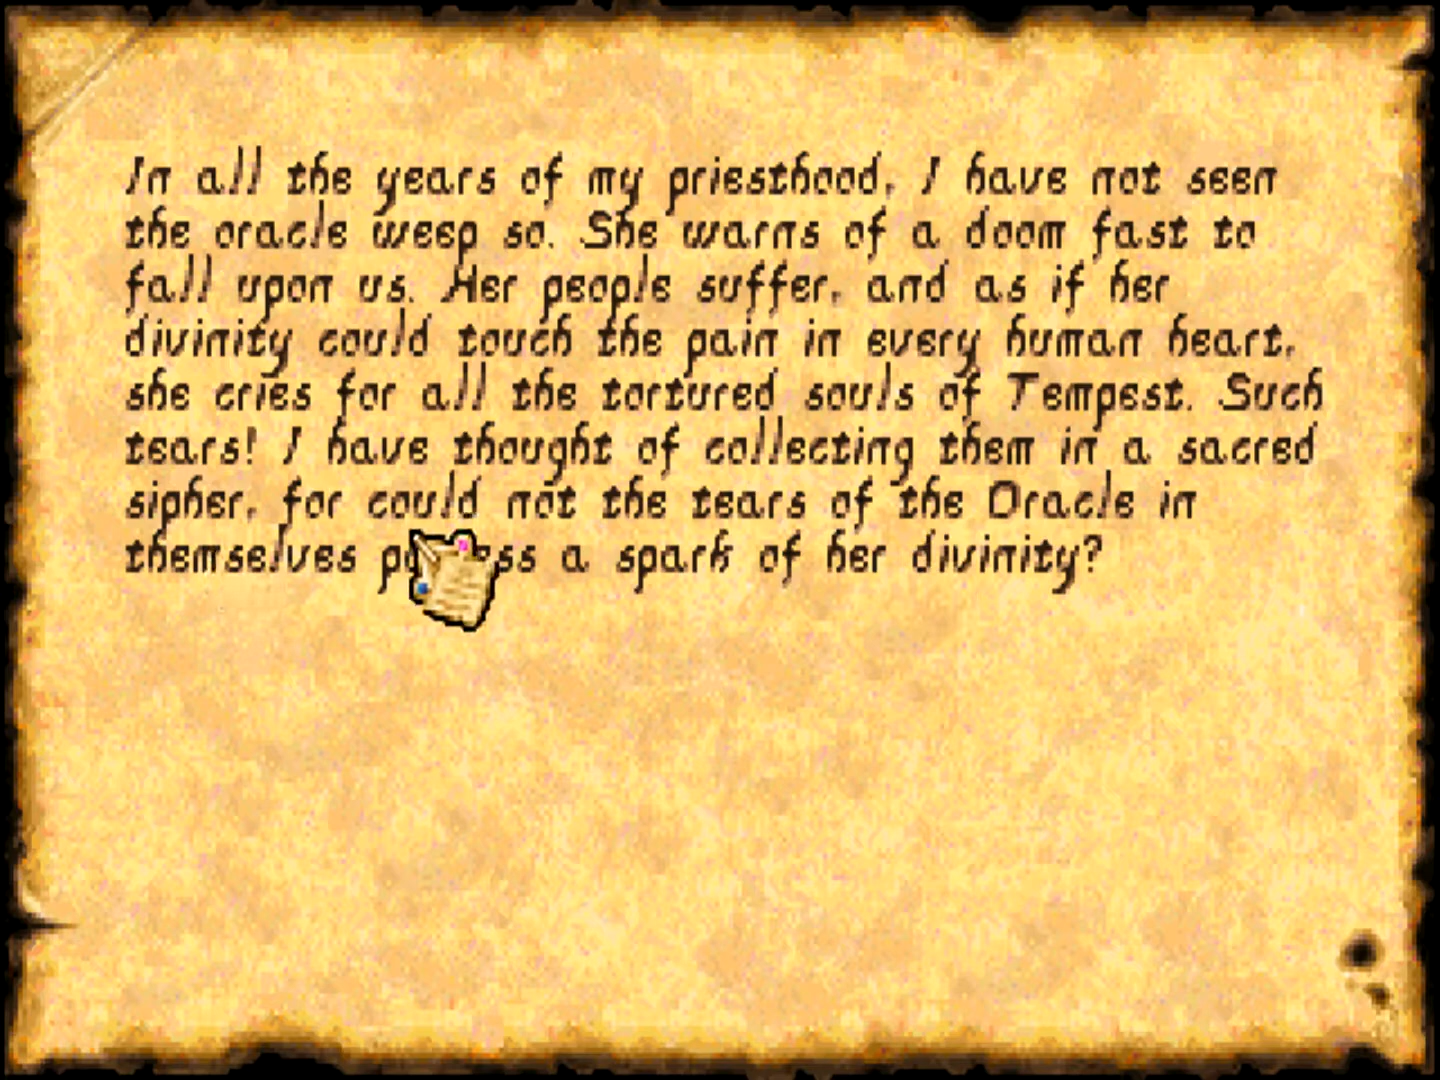 In all the years of my priesthood, I have not seen
the oracle weep so. She warns of a doom fast to
fall upon us. Her people suffer, and as if her
divinity could touch the pain in every human heart,
she cries for all the tortured souls of Tempest. Such
tears! I have thought of collecting them in a sacred
sipher, for could not the tears of the Oracle in
themselves a spark of her divinity?